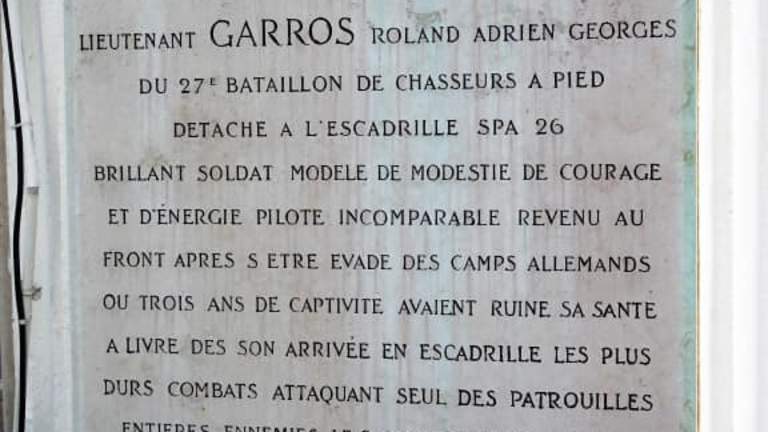 LIEUTENANT GARROS ROLAND ADRIEN GEORGES
DU 27E BATAILLON DE CHASSEURS A PIED
DETACHE A L'ESCADRILLE SPA 26
BRILLANT SOLDAT MODELE DE MODESTIE DE COURAGE
ET D'ÉNERGIE PILOTE INCOMPARABLE REVENU AU
FRONT APRES S ETRE EVADE DES CAMPS ALLEMANDS
OU TROIS ANS DE CAPTIVITE AVAIENT RUINE SA SANTE
A LIVRE DES SON ARRIVÉE EN ESCADRILLE LES PLUS
DURS COMBATS ATTAQUANT SEUL DES PATROUILLES
ENTIERES ENNEMIES